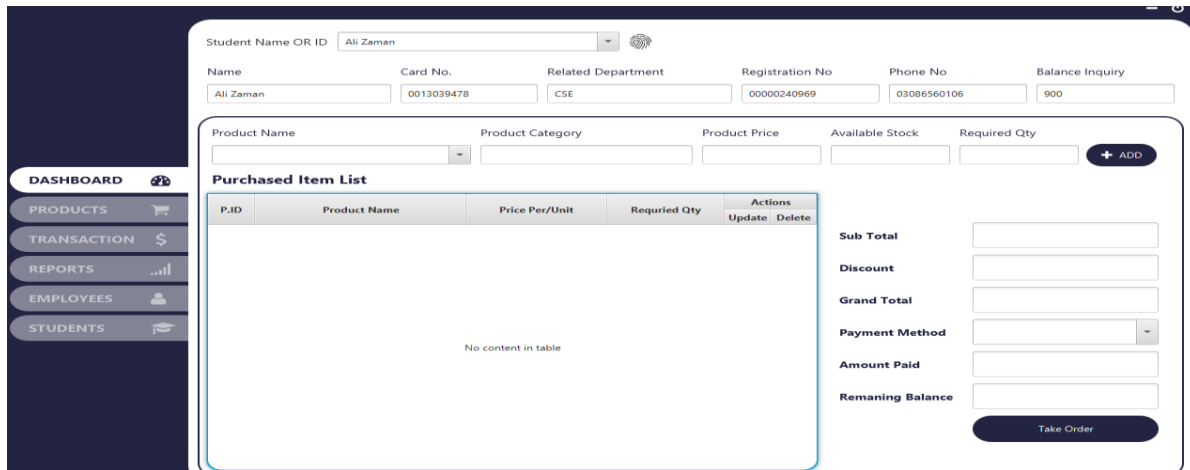 Student Name OR ID Ali Zaman
Name Card No. Related Department Registration No Phone No Balance Inquiry
Ali Zaman 0013039478 CSE 00000240969 03086560106 900
Product Name Product Category Product Price Available Stock Required Qty
+ ADD
DASHBOARD
PRODUCTS
TRANSACTION $
REPORTS
EMPLOYEES
STUDENTS
Purchased Item List
P.ID Product Name Price Per/Unit Requried Qty Actions
Update Delete
No content in table
Sub Total
Discount
Grand Total
Payment Method
Amount Paid
Remaning Balance
Take Order